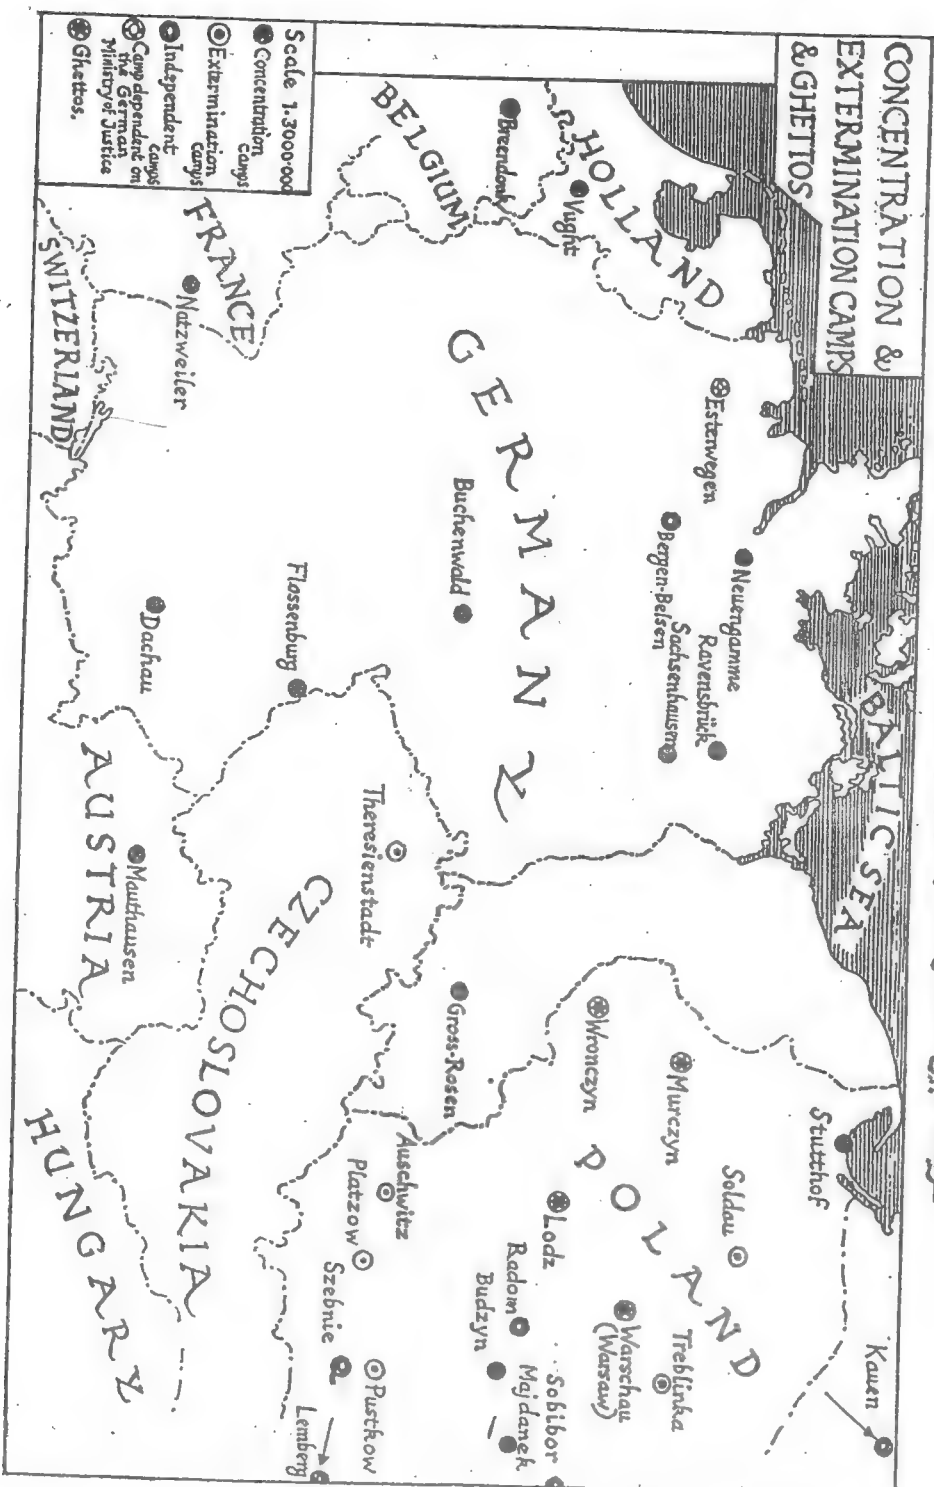 CONCENTRATION &
EXTERMINATION CAMPS
& GHETTOS
BALTIC SEA
Kauen
Stutthof
HOLLAND
Vught
Esterwegen
Neuengamme
Ravensbrück
Bergen-Belsen
Sachsenhausen
Soldau
Murczyn
Treblinka
Wronczyn
POLAND
Warschau
(Warsaw)
BELGIUM
Breendonk
GERMANY
Buchenwald
Lodz
Radom
Budzyn
Sobibor
Majdanek
Gross-Rosen
Theresienstadt
Auschwitz
Platzow
Pustkow
Szebnie
Lemberg
Flossenburg
CZECHOSLOVAKIA
FRANCE
Natzweiler
Dachau
Mauthausen
SWITZERLAND
AUSTRIA
HUNGARY
Scale 1:3000·000
Concentration
camps
Extermination
camps
Independent
camps
Camp dependent on
the German
Ministry of Justice
Ghettos.